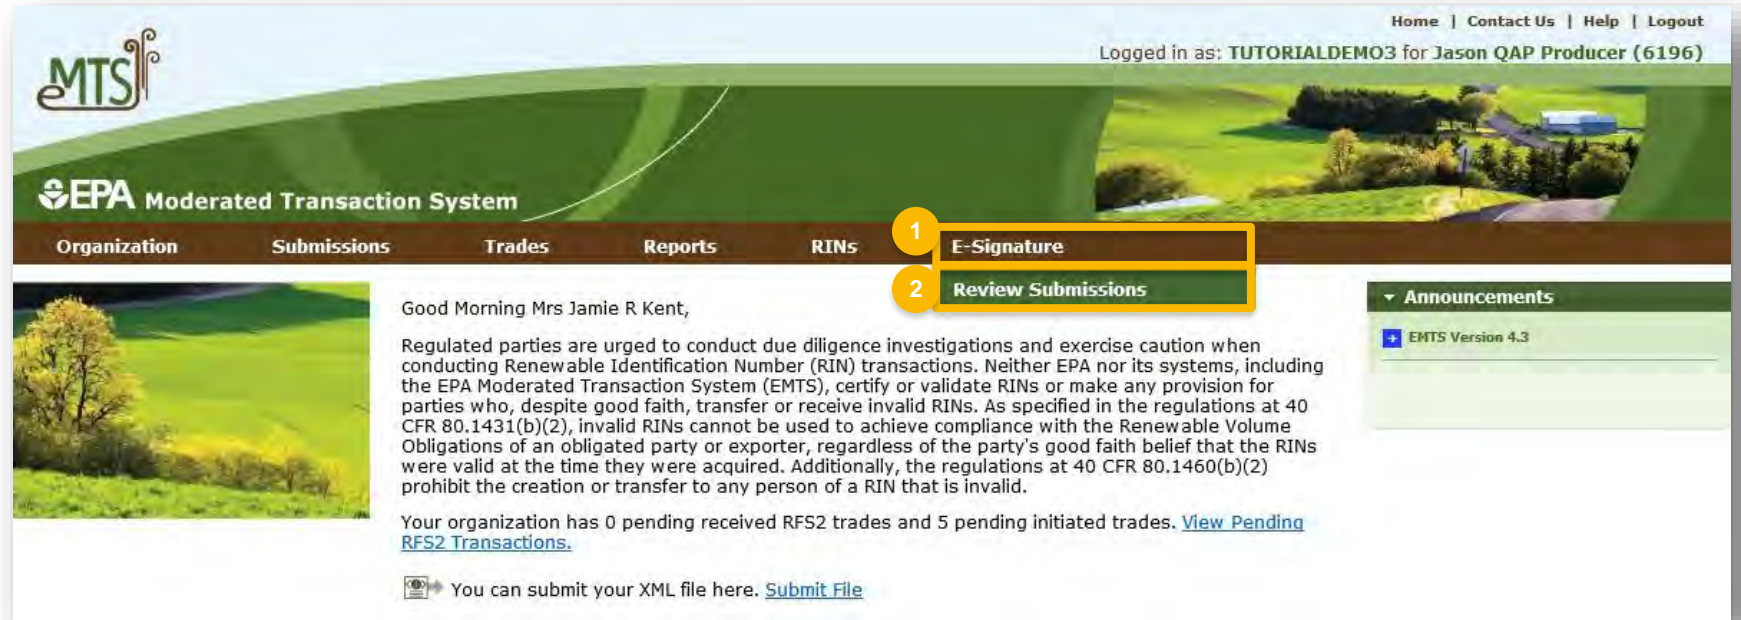 Home | Contact Us | Help | Logout
Logged in as: TUTORIALDEMO3 for Jason QAP Producer (6196)
eMTS
EPA Moderated Transaction System
Organization Submissions Trades Reports RINs 1 E-Signature
2 Review Submissions
Announcements
EMTS Version 4.3
Good Morning Mrs Jamie R Kent,
Regulated parties are urged to conduct due diligence investigations and exercise caution when
conducting Renewable Identification Number (RIN) transactions. Neither EPA nor its systems, including
the EPA Moderated Transaction System (EMTS), certify or validate RINs or make any provision for
parties who, despite good faith, transfer or receive invalid RINs. As specified in the regulations at 40
CFR 80.1431(b)(2), invalid RINs cannot be used to achieve compliance with the Renewable Volume
Obligations of an obligated party or exporter, regardless of the party's good faith belief that the RINs
were valid at the time they were acquired. Additionally, the regulations at 40 CFR 80.1460(b)(2)
prohibit the creation or transfer to any person of a RIN that is invalid.
Your organization has 0 pending received RFS2 trades and 5 pending initiated trades. View Pending
RFS2 Transactions.
You can submit your XML file here. Submit File